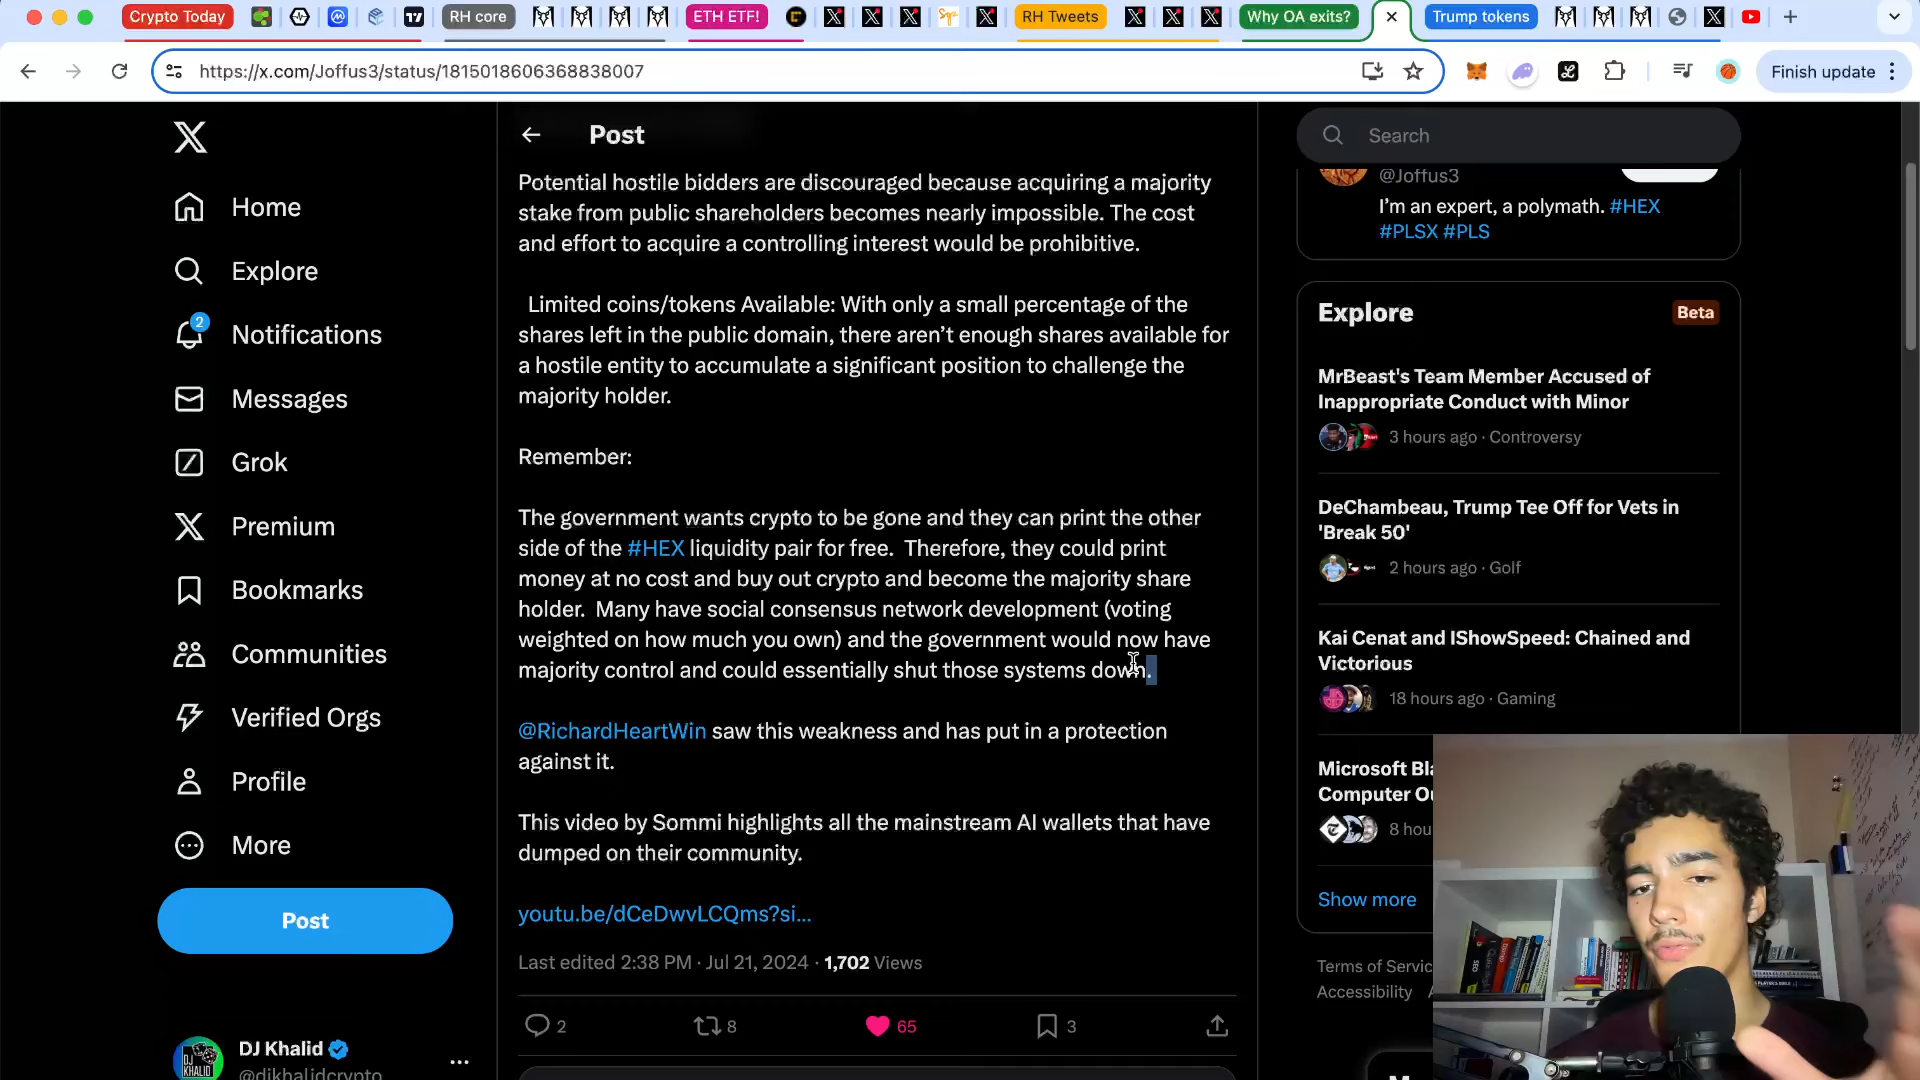 Crypto Today
RH core
ETH ETF!
RH Tweets
Why OA exits?
Trump tokens
https://x.com/Joffus3/status/1815018606368838007
Finish update
Post
Search
Home
Explore
2
Notifications
Messages
Grok
Premium
Bookmarks
Communities
Verified Orgs
Profile
More
Post
DJ Khalid
@djkhalidcrypto
Potential hostile bidders are discouraged because acquiring a majority
stake from public shareholders becomes nearly impossible. The cost
and effort to acquire a controlling interest would be prohibitive.
Limited coins/tokens Available: With only a small percentage of the
shares left in the public domain, there aren’t enough shares available for
a hostile entity to accumulate a significant position to challenge the
majority holder.
Remember:
The government wants crypto to be gone and they can print the other
side of the #HEX liquidity pair for free. Therefore, they could print
money at no cost and buy out crypto and become the majority share
holder. Many have social consensus network development (voting
weighted on how much you own) and the government would now have
majority control and could essentially shut those systems down.
@RichardHeartWin saw this weakness and has put in a protection
against it.
This video by Sommi highlights all the mainstream AI wallets that have
dumped on their community.
youtu.be/dCeDwvLCQms?si...
Last edited 2:38 PM · Jul 21, 2024 · 1,702 Views
2
8
65
3
@Joffus3
I’m an expert, a polymath. #HEX
#PLSX #PLS
Explore
Beta
MrBeast's Team Member Accused of
Inappropriate Conduct with Minor
3 hours ago · Controversy
DeChambeau, Trump Tee Off for Vets in
'Break 50'
2 hours ago · Golf
Kai Cenat and IShowSpeed: Chained and
Victorious
18 hours ago · Gaming
Microsoft
Computer
8
Show more
Terms of
Accessibility